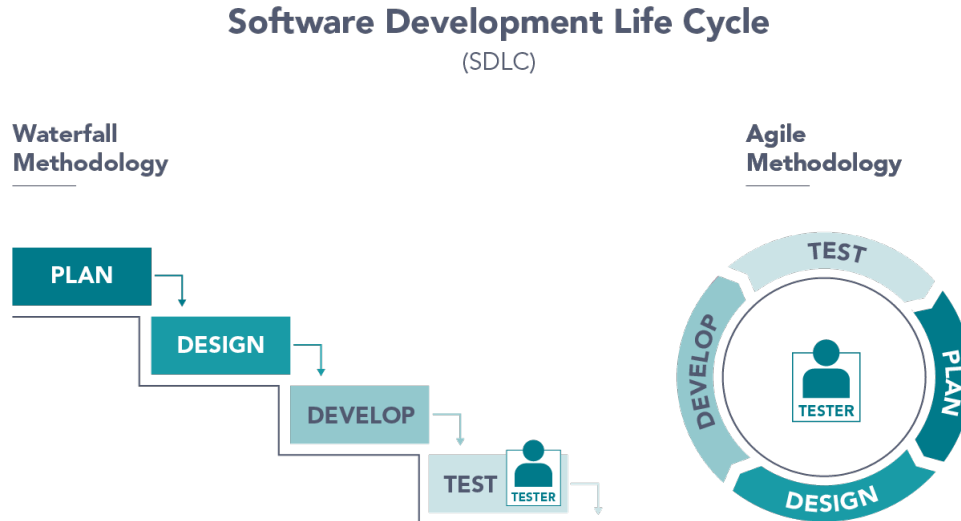 Software Development Life Cycle
(SDLC)
Waterfall
Methodology
Agile
Methodology
PLAN
DESIGN
DEVELOP
TEST
TESTER
TEST
PLAN
DESIGN
DEVELOP
TESTER